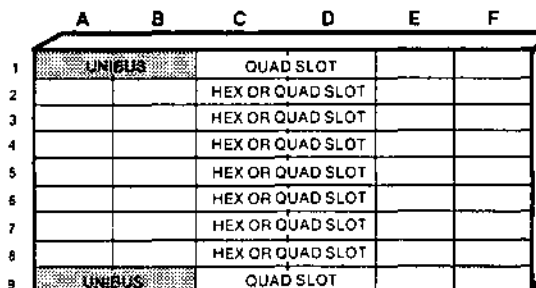 A B C D E F
1 UNIBUS QUAD SLOT
2 HEX OR QUAD SLOT
3 HEX OR QUAD SLOT
4 HEX OR QUAD SLOT
5 HEX OR QUAD SLOT
6 HEX OR QUAD SLOT
7 HEX OR QUAD SLOT
8 HEX OR QUAD SLOT
9 UNIBUS QUAD SLOT